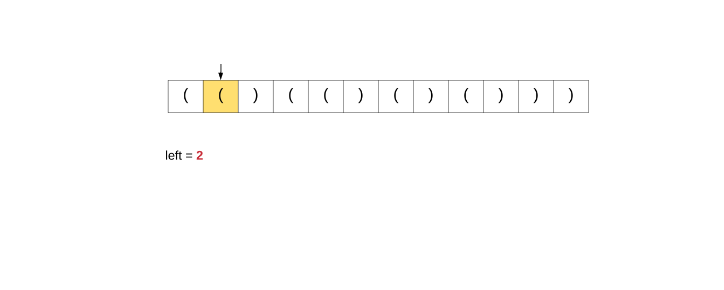 ( ( ) ( ( ) ( ) ( ) ) )
left = 2